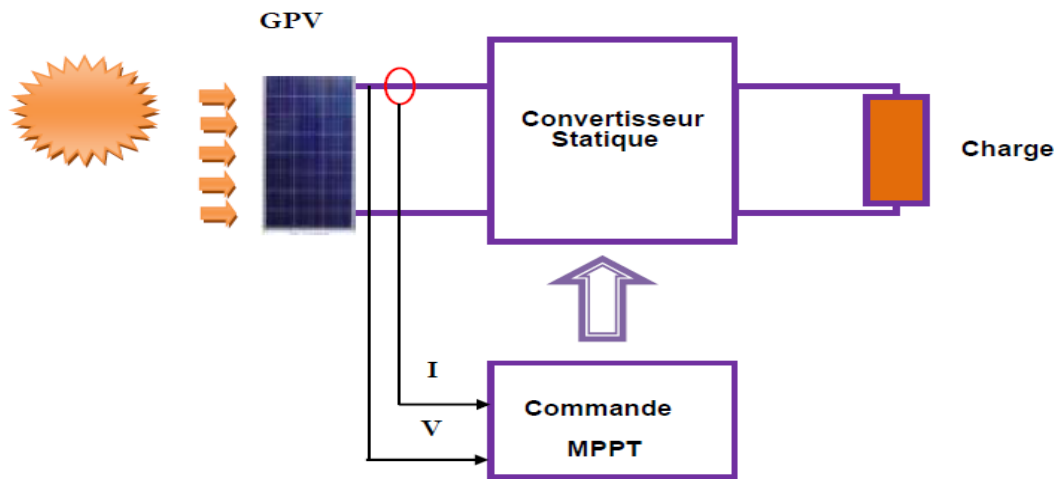 GPV
Convertisseur
Statique
Charge
I
V
Commande
MPPT